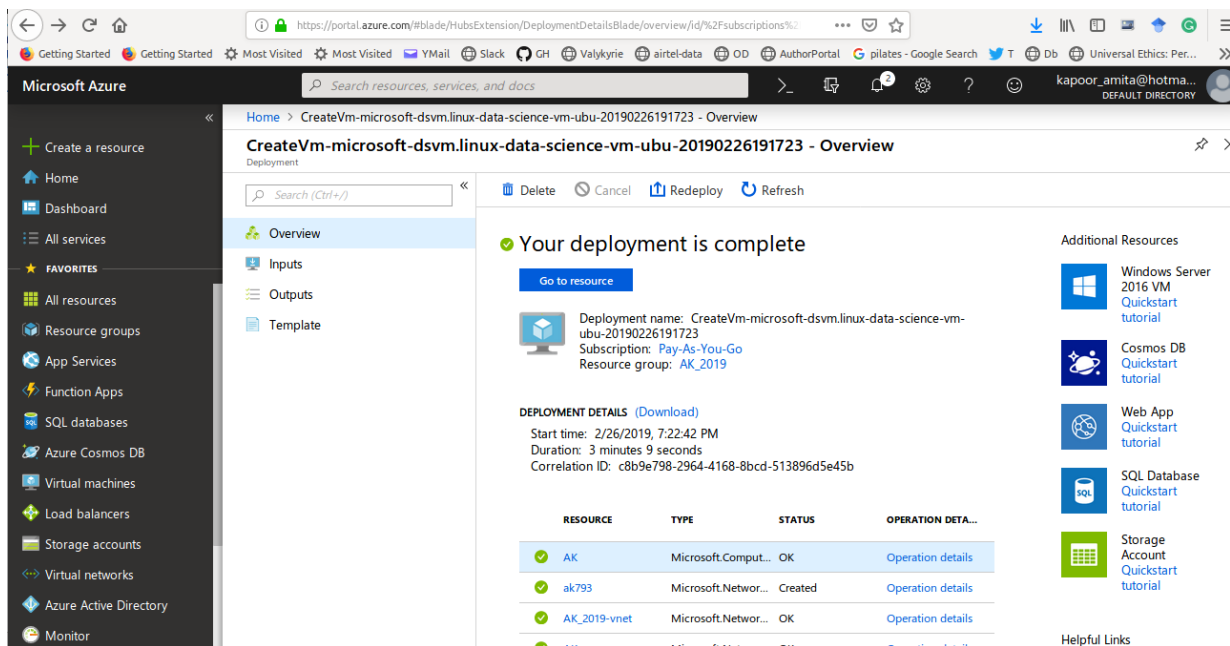 https://portal.azure.com/#blade/HubsExtension/DeploymentDetailsBlade/overview/id/%2Fsubscriptions%2
Getting Started Getting Started Most Visited Most Visited YMail Slack GH Valykyrie airtel-data OD AuthorPortal pilates - Google Search T Db Universal Ethics: Per...
Microsoft Azure
Search resources, services, and docs
2
kapoor_amita@hotma...
DEFAULT DIRECTORY
Create a resource
Home
Dashboard
All services
FAVORITES
All resources
Resource groups
App Services
Function Apps
SQL databases
Azure Cosmos DB
Virtual machines
Load balancers
Storage accounts
Virtual networks
Azure Active Directory
Monitor
Home > CreateVm-microsoft-dsvm.linux-data-science-vm-ubu-20190226191723 - Overview
CreateVm-microsoft-dsvm.linux-data-science-vm-ubu-20190226191723 - Overview
Deployment
Search (Ctrl+/)
Overview
Inputs
Outputs
Template
Delete Cancel Redeploy Refresh
Your deployment is complete
Go to resource
Deployment name: CreateVm-microsoft-dsvm.linux-data-science-vm-
ubu-20190226191723
Subscription: Pay-As-You-Go
Resource group: AK_2019
DEPLOYMENT DETAILS (Download)
Start time: 2/26/2019, 7:22:42 PM
Duration: 3 minutes 9 seconds
Correlation ID: c8b9e798-2964-4168-8bcd-513896d5e45b
RESOURCE TYPE STATUS OPERATION DETA...
AK Microsoft.Comput... OK Operation details
ak793 Microsoft.Networ... Created Operation details
AK_2019-vnet Microsoft.Networ... OK Operation details
Additional Resources
Windows Server
2016 VM
Quickstart
tutorial
Cosmos DB
Quickstart
tutorial
Web App
Quickstart
tutorial
SQL
SQL Database
Quickstart
tutorial
Storage
Account
Quickstart
tutorial
Helpful Links